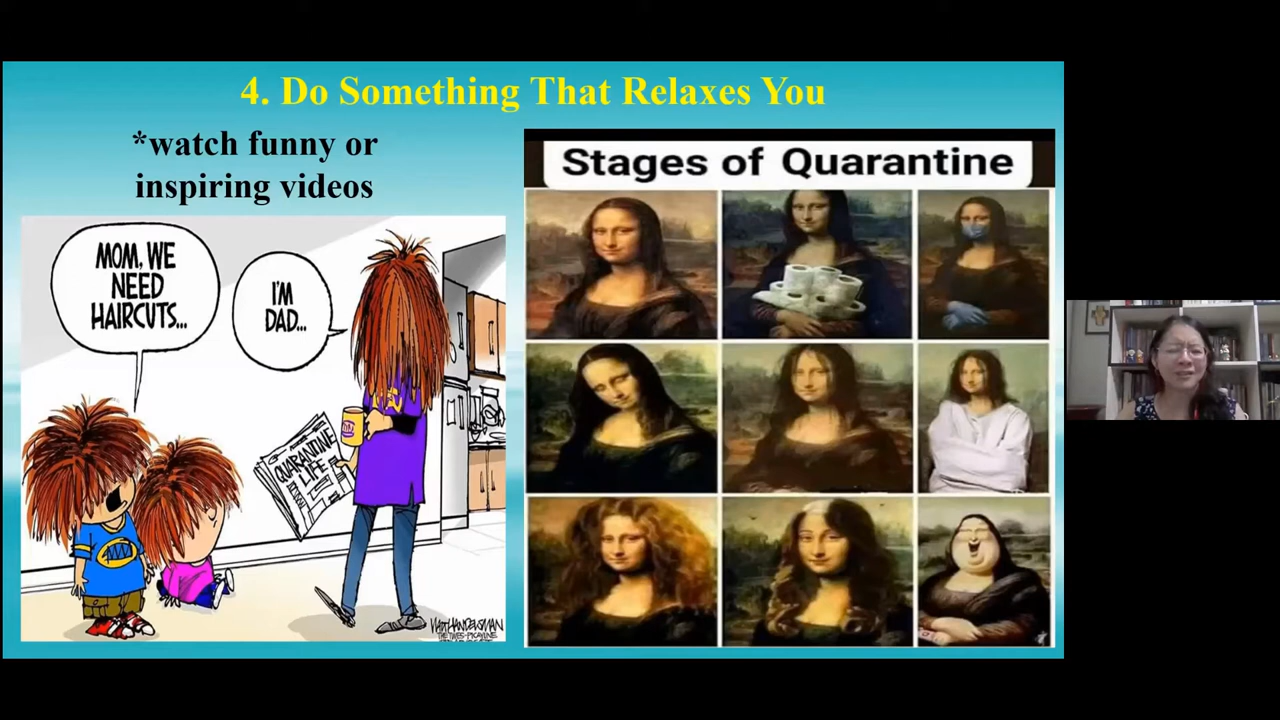 4. Do Something That Relaxes You
*watch funny or
inspiring videos
MOM, WE
NEED
HAIRCUTS...
I'M
DAD...
QUARANTINE
LIFE
Stages of Quarantine